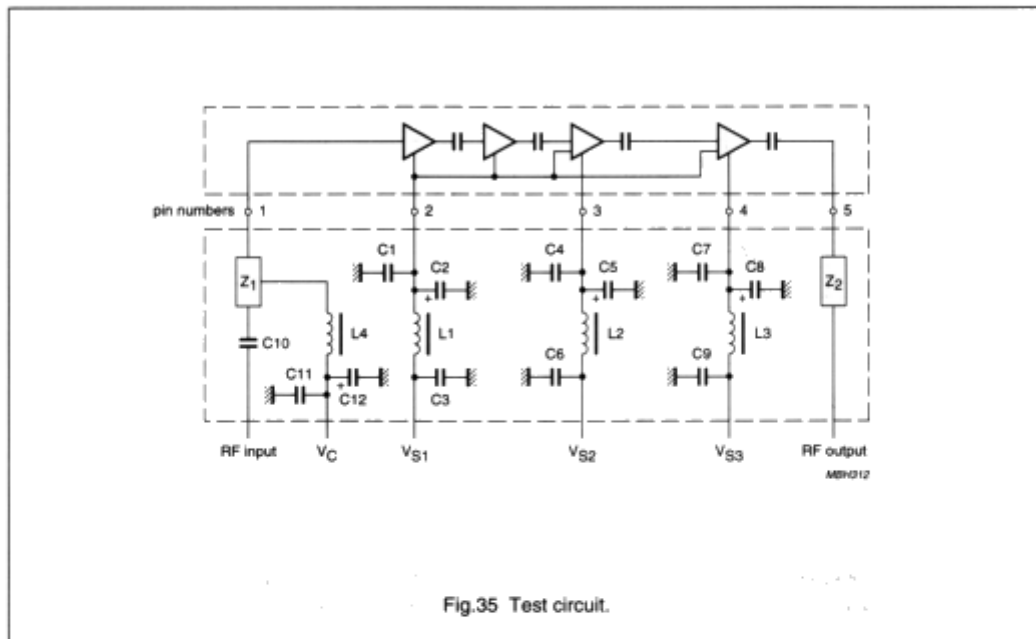 pin numbers 1 2 3 4 5
C1 C4 C7
C2 C5 C8
Z1 Z2
C10 L4 L1 L2 L3
C11 C6 C9
C12 C3
RF input VC VS1 VS2 VS3 RF output
MBH312
Fig.35 Test circuit.